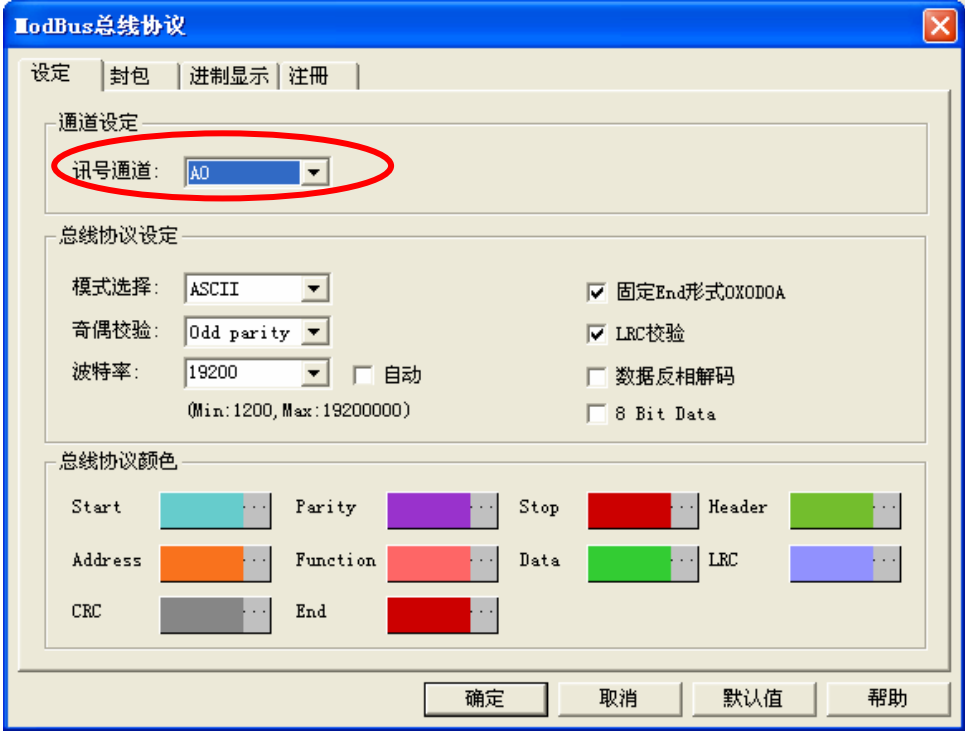 ModBus总线协议
设定 封包 进制显示 注册
通道设定
讯号通道: A0
总线协议设定
模式选择: ASCII 固定End形式0X0D0A
奇偶校验: Odd parity LRC校验
波特率: 19200 自动 数据反相解码
(Min:1200,Max:19200000) 8 Bit Data
总线协议颜色
Start ... Parity ... Stop ... Header ...
Address ... Function ... Data ... LRC ...
CRC ... End ...
确定 取消 默认值 帮助